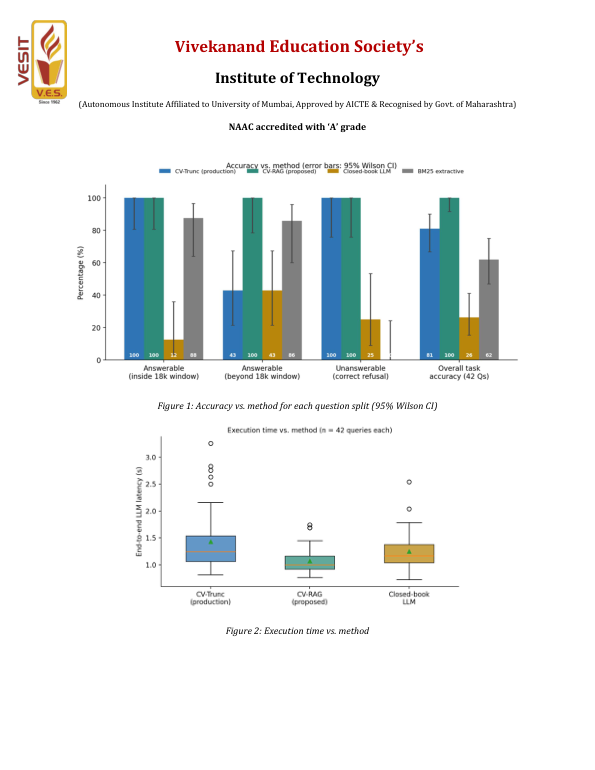 VESIT
V.E.S.
Since 1962
Vivekanand Education Society's
Institute of Technology
(Autonomous Institute Affiliated to University of Mumbai, Approved by AICTE & Recognised by Govt. of Maharashtra)
NAAC accredited with 'A' grade
Accuracy vs. method (error bars: 95% Wilson CI)
CV-Trunc (production) CV-RAG (proposed) Closed-book LLM BM25 extractive
Percentage (%)
100
80
60
40
20
0
100 100 12 88 43 100 43 86 100 100 25 81 100 26 62
Answerable (inside 18k window)
Answerable (beyond 18k window)
Unanswerable (correct refusal)
Overall task accuracy (42 Qs)
Figure 1: Accuracy vs. method for each question split (95% Wilson CI)
Execution time vs. method (n = 42 queries each)
End-to-end LLM latency (s)
3.0
2.5
2.0
1.5
1.0
CV-Trunc (production)
CV-RAG (proposed)
Closed-book LLM
Figure 2: Execution time vs. method